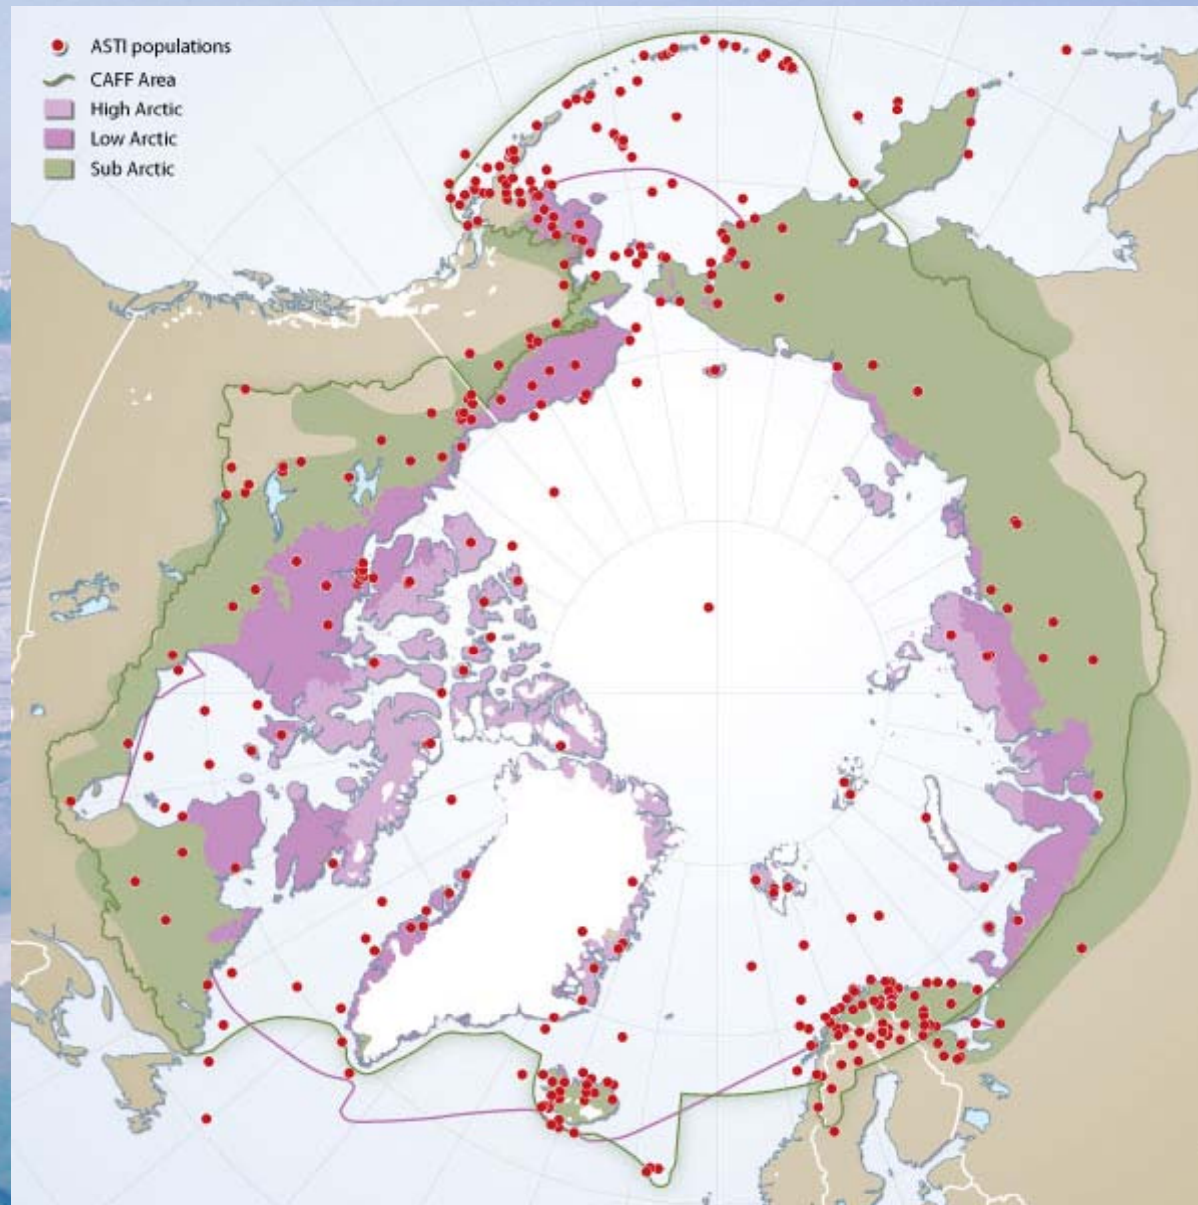 ASTI populations
CAFF Area
High Arctic
Low Arctic
Sub Arctic